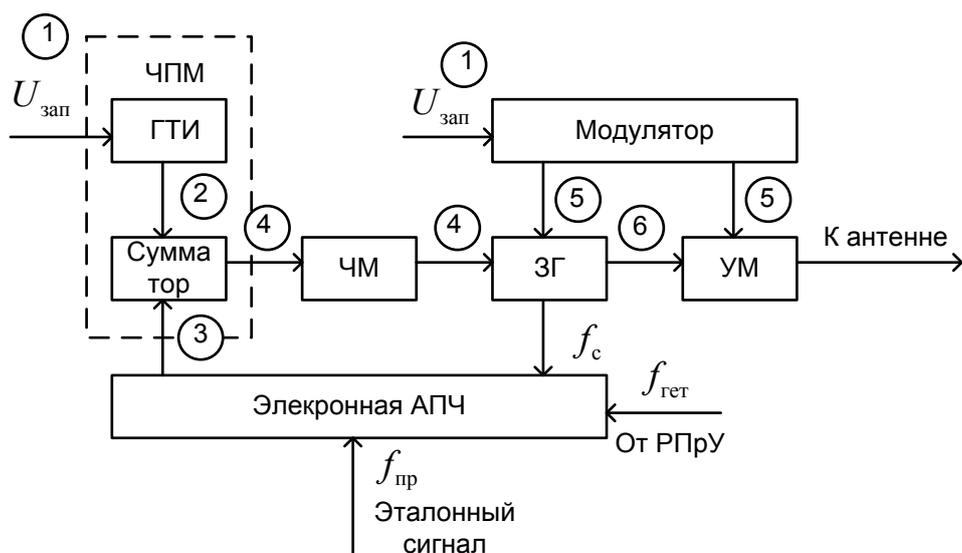 1
ЧПМ
U зап
ГТИ
2
Сумма
тор
3
4
ЧМ
4
1
U зап
Модулятор
5
5
ЗГ
6
УМ
К антенне
f с
Элекронная АПЧ
f гет
От РПрУ
f пр
Эталонный
сигнал